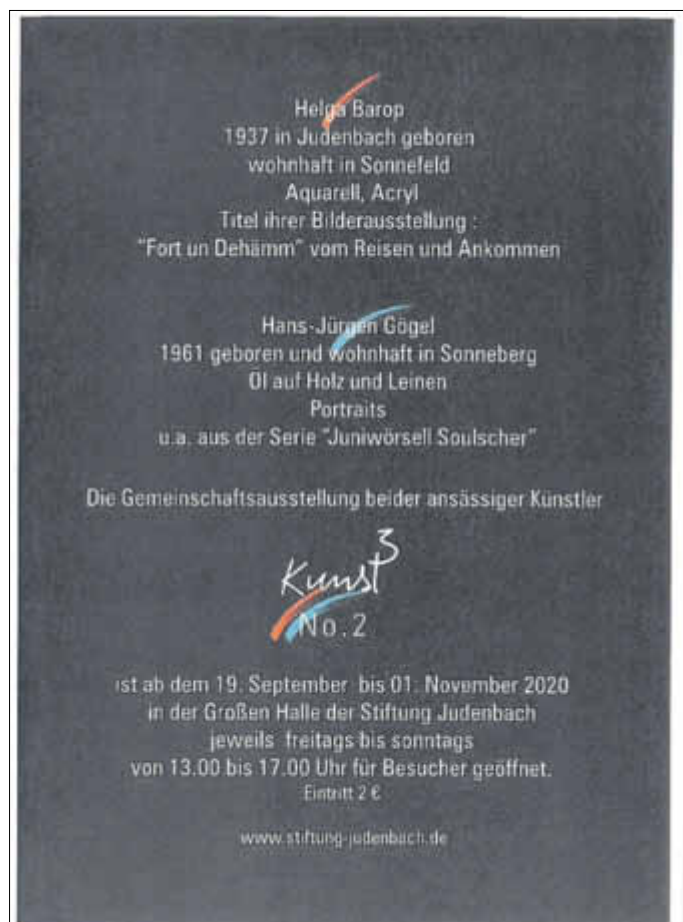 Helga Barop
1937 in Judenbach geboren
wohnhaft in Sonnefeld
Aquarell, Acryl
Titel ihrer Bilderausstellung :
"Fort un Dehämm" vom Reisen und Ankommen
Hans-Jürgen Gögel
1961 geboren und wohnhaft in Sonneberg
Öl auf Holz und Leinen
Portraits
u.a. aus der Serie "Juniwörsell Soulscher"
Die Gemeinschaftsausstellung beider ansässiger Künstler
Kunst³
No.2
ist ab dem 19. September bis 01. November 2020
in der Großen Halle der Stiftung Judenbach
jeweils freitags bis sonntags
von 13.00 bis 17.00 Uhr für Besucher geöffnet.
Eintritt 2 €
www.stiftung-judenbach.de